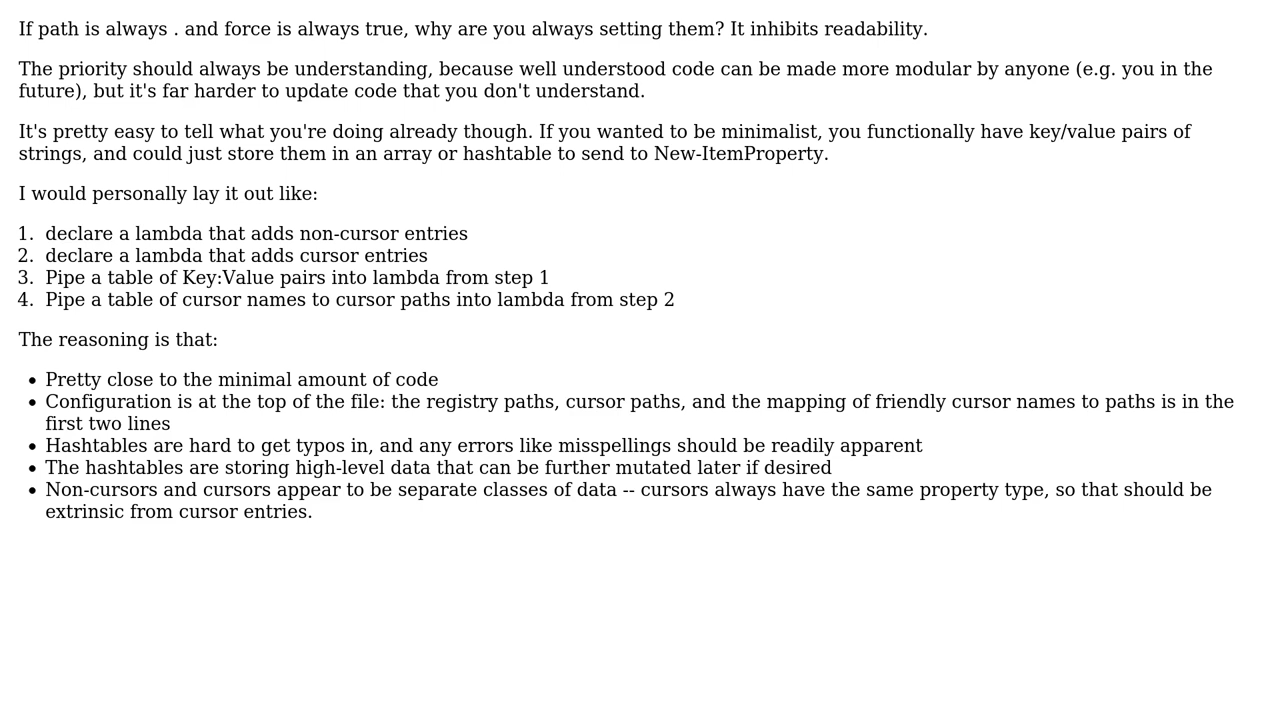 If path is always . and force is always true, why are you always setting them? It inhibits readability.
The priority should always be understanding, because well understood code can be made more modular by anyone (e.g. you in the
future), but it's far harder to update code that you don't understand.
It's pretty easy to tell what you're doing already though. If you wanted to be minimalist, you functionally have key/value pairs of
strings, and could just store them in an array or hashtable to send to New-ItemProperty.
I would personally lay it out like:
1. declare a lambda that adds non-cursor entries
2. declare a lambda that adds cursor entries
3. Pipe a table of Key:Value pairs into lambda from step 1
4. Pipe a table of cursor names to cursor paths into lambda from step 2
The reasoning is that:
• Pretty close to the minimal amount of code
• Configuration is at the top of the file: the registry paths, cursor paths, and the mapping of friendly cursor names to paths is in the
first two lines
• Hashtables are hard to get typos in, and any errors like misspellings should be readily apparent
• The hashtables are storing high-level data that can be further mutated later if desired
• Non-cursors and cursors appear to be separate classes of data -- cursors always have the same property type, so that should be
extrinsic from cursor entries.